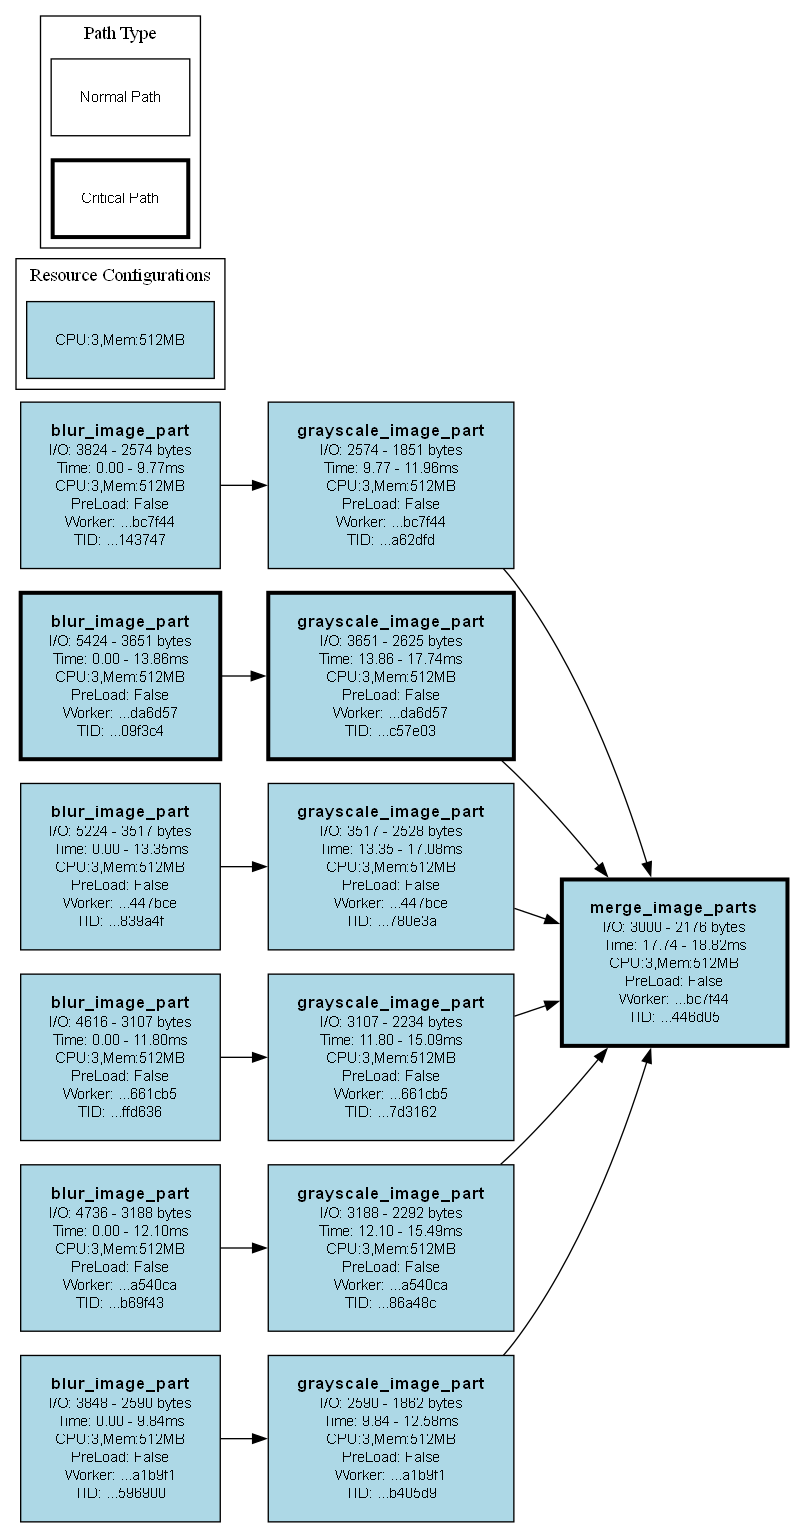 Path Type
Normal Path
Critical Path
Resource Configurations
CPU:3,Mem:512MB
blur_image_part
I/O: 3824 - 2574 bytes
Time: 0.00 - 9.77ms
CPU:3,Mem:512MB
PreLoad: False
Worker: ...bc7f44
TID: ...143747
grayscale_image_part
I/O: 2574 - 1851 bytes
Time: 9.77 - 11.96ms
CPU:3,Mem:512MB
PreLoad: False
Worker: ...bc7f44
TID: ...a62dfd
blur_image_part
I/O: 5424 - 3651 bytes
Time: 0.00 - 13.86ms
CPU:3,Mem:512MB
PreLoad: False
Worker: ...da6d57
TID: ...09f3c4
grayscale_image_part
I/O: 3651 - 2625 bytes
Time: 13.86 - 17.74ms
CPU:3,Mem:512MB
PreLoad: False
Worker: ...da6d57
TID: ...c57e03
blur_image_part
I/O: 5224 - 3517 bytes
Time: 0.00 - 13.35ms
CPU:3,Mem:512MB
PreLoad: False
Worker: ...447bce
TID: ...839a4f
grayscale_image_part
I/O: 3517 - 2528 bytes
Time: 13.35 - 17.08ms
CPU:3,Mem:512MB
PreLoad: False
Worker: ...447bce
TID: ...780e3a
merge_image_parts
I/O: 3000 - 2176 bytes
Time: 17.74 - 18.82ms
CPU:3,Mem:512MB
PreLoad: False
Worker: ...bc7f44
TID: ...446d05
blur_image_part
I/O: 4616 - 3107 bytes
Time: 0.00 - 11.80ms
CPU:3,Mem:512MB
PreLoad: False
Worker: ...661cb5
TID: ...ffd636
grayscale_image_part
I/O: 3107 - 2234 bytes
Time: 11.80 - 15.09ms
CPU:3,Mem:512MB
PreLoad: False
Worker: ...661cb5
TID: ...7d3162
blur_image_part
I/O: 4736 - 3188 bytes
Time: 0.00 - 12.10ms
CPU:3,Mem:512MB
PreLoad: False
Worker: ...a540ca
TID: ...b69f43
grayscale_image_part
I/O: 3188 - 2292 bytes
Time: 12.10 - 15.49ms
CPU:3,Mem:512MB
PreLoad: False
Worker: ...a540ca
TID: ...86a48c
blur_image_part
I/O: 3848 - 2590 bytes
Time: 0.00 - 9.84ms
CPU:3,Mem:512MB
PreLoad: False
Worker: ...a1b9f1
TID: ...596900
grayscale_image_part
I/O: 2590 - 1862 bytes
Time: 9.84 - 12.58ms
CPU:3,Mem:512MB
PreLoad: False
Worker: ...a1b9f1
TID: ...b405d9